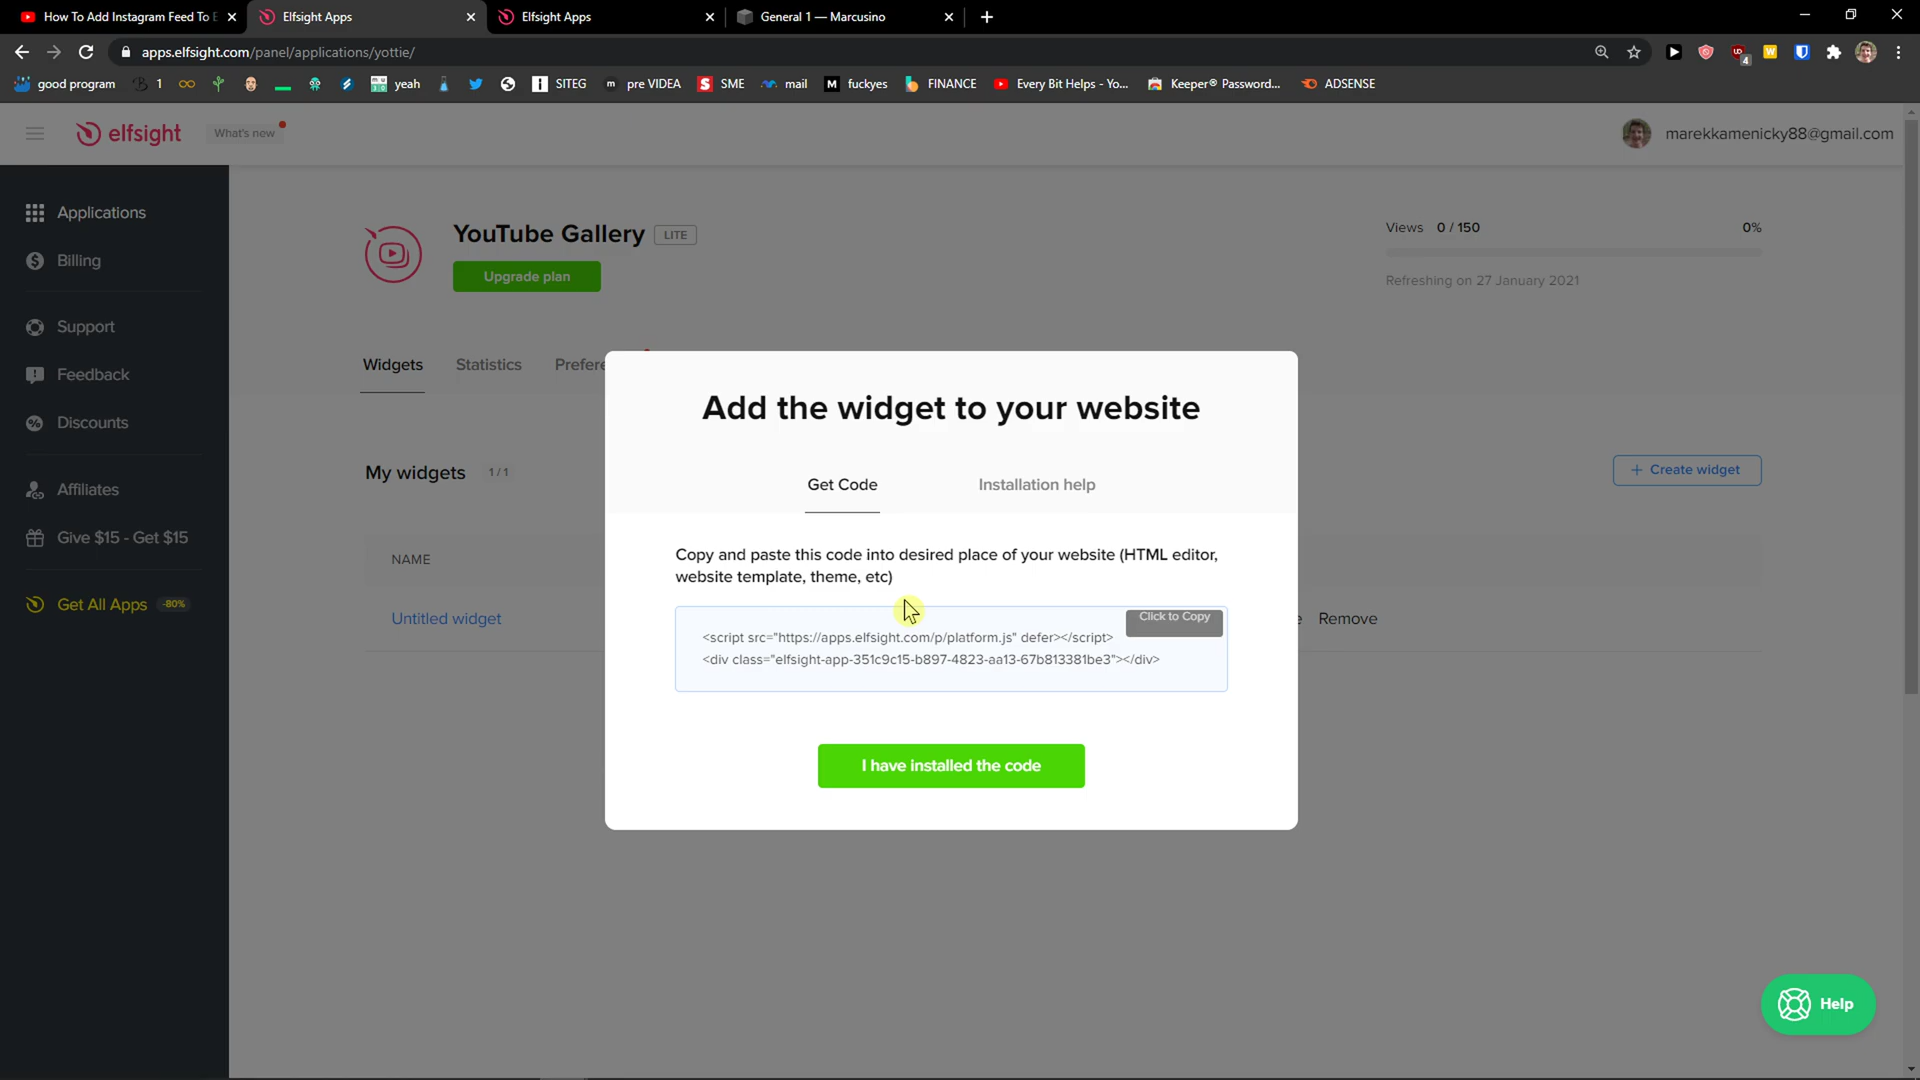 How To Add Instagram Feed To E
Elfsight Apps
Elfsight Apps
General 1 — Marcusino
apps.elfsight.com/panel/applications/yottie/
4
good program
1
yeah
SITEG
pre VIDEA
SME
mail
fuckyes
FINANCE
Every Bit Helps - Yo...
Keeper® Password...
ADSENSE
elfsight
What's new
marekkamenicky88@gmail.com
Applications
Billing
Support
Feedback
Discounts
Affiliates
Give $15 - Get $15
Get All Apps -80%
YouTube Gallery LITE
Upgrade plan
Views 0 / 150 0%
Refreshing on 27 January 2021
Widgets Statistics Prefere
My widgets 1 / 1
+ Create widget
NAME
Untitled widget
Remove
Add the widget to your website
Get Code Installation help
Copy and paste this code into desired place of your website (HTML editor,
website template, theme, etc)
Click to Copy
<script src="https://apps.elfsight.com/p/platform.js" defer></script>
<div class="elfsight-app-351c9c15-b897-4823-aa13-67b813381be3"></div>
I have installed the code
Help